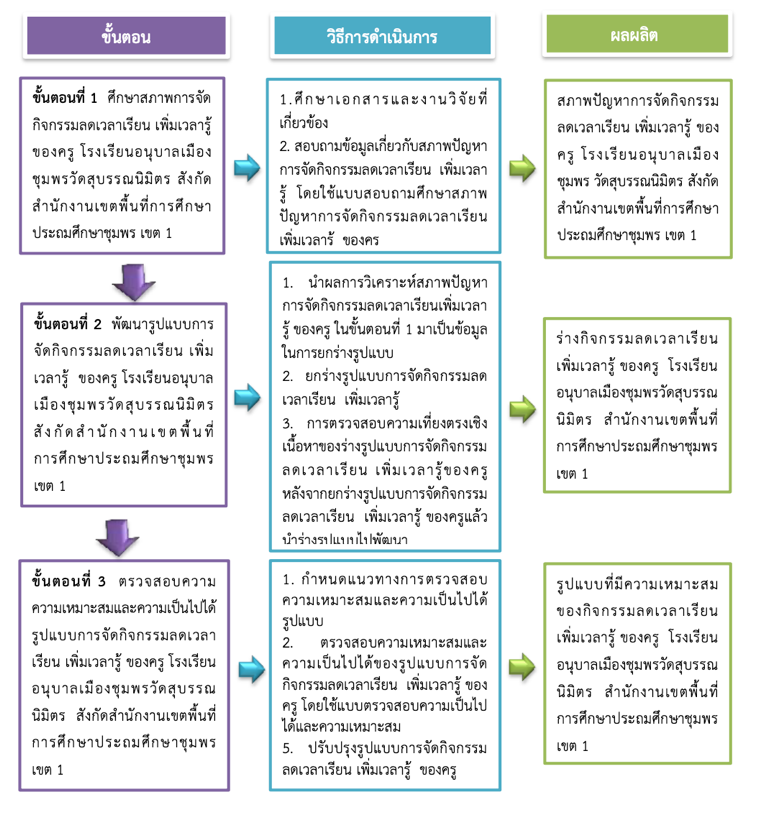 ขั้นตอน
วิธีการดำเนินการ
ผลผลิต
ขั้นตอนที่ 1 ศึกษาสภาพการจัด
กิจกรรมลดเวลาเรียน เพิ่มเวลารู้
ของครู โรงเรียนอนุบาลเมือง
ชุมพรวัดสุบรรณนิมิตร สังกัด
สำนักงานเขตพื้นที่การศึกษา
ประถมศึกษาชุมพร เขต 1
1.ศึกษาเอกสารและงานวิจัยที่
เกี่ยวข้อง
2. สอบถามข้อมูลเกี่ยวกับสภาพปัญหา
การจัดกิจกรรมลดเวลาเรียน เพิ่มเวลา
รู้ โดยใช้แบบสอบถามศึกษาสภาพ
ปัญหาการจัดกิจกรรมลดเวลาเรียน
เพิ่มเวลารู้ ของคร
สภาพปัญหาการจัดกิจกรรม
ลดเวลาเรียน เพิ่มเวลารู้ ของ
ครู โรงเรียนอนุบาลเมือง
ชุมพร วัดสุบรรณนิมิตร สังกัด
สำนักงานเขตพื้นที่การศึกษา
ประถมศึกษาชุมพร เขต 1
ขั้นตอนที่ 2 พัฒนารูปแบบการ
จัดกิจกรรมลดเวลาเรียน เพิ่ม
เวลารู้ ของครู โรงเรียนอนุบาล
เมืองชุมพรวัดสุบรรณนิมิตร
สังกัดสำนักงานเขตพื้นที่
การศึกษาประถมศึกษาชุมพร
เขต 1
1. นำผลการวิเคราะห์สภาพปัญหา
การจัดกิจกรรมลดเวลาเรียนเพิ่มเวลา
รู้ ของครู ในขั้นตอนที่ 1 มาเป็นข้อมูล
ในการยกร่างรูปแบบ
2. ยกร่างรูปแบบการจัดกิจกรรมลด
เวลาเรียน เพิ่มเวลารู้
3. การตรวจสอบความเที่ยงตรงเชิง
เนื้อหาของร่างรูปแบบการจัดกิจกรรม
ลดเวลาเรียน เพิ่มเวลารู้ของครู
หลังจากยกร่างรูปแบบการจัดกิจกรรม
ลดเวลาเรียน เพิ่มเวลารู้ ของครูแล้ว
นำร่างรูปแบบไปพัฒนา
ร่างกิจกรรมลดเวลาเรียน
เพิ่มเวลารู้ ของครู โรงเรียน
อนุบาลเมืองชุมพรวัดสุบรรณ
นิมิตร สำนักงานเขตพื้นที่
การศึกษาประถมศึกษาชุมพร
เขต 1
ขั้นตอนที่ 3 ตรวจสอบความ
ความเหมาะสมและความเป็นไปได้
รูปแบบการจัดกิจกรรมลดเวลา
เรียน เพิ่มเวลารู้ ของครู โรงเรียน
อนุบาลเมืองชุมพรวัดสุบรรณ
นิมิตร สังกัดสำนักงานเขตพื้นที่
การศึกษาประถมศึกษาชุมพร
เขต 1
1. กำหนดแนวทางการตรวจสอบ
ความเหมาะสมและความเป็นไปได้
รูปแบบ
2. ตรวจสอบความเหมาะสมและ
ความเป็นไปได้ของรูปแบบการจัด
กิจกรรมลดเวลาเรียน เพิ่มเวลารู้ ของ
ครู โดยใช้แบบตรวจสอบความเป็นไป
ได้และความเหมาะสม
5. ปรับปรุงรูปแบบการจัดกิจกรรม
ลดเวลาเรียน เพิ่มเวลารู้ ของครู
รูปแบบที่มีความเหมาะสม
ของกิจกรรมลดเวลาเรียน
เพิ่มเวลารู้ ของครู โรงเรียน
อนุบาลเมืองชุมพรวัดสุบรรณ
นิมิตร สำนักงานเขตพื้นที่
การศึกษาประถมศึกษาชุมพร
เขต 1